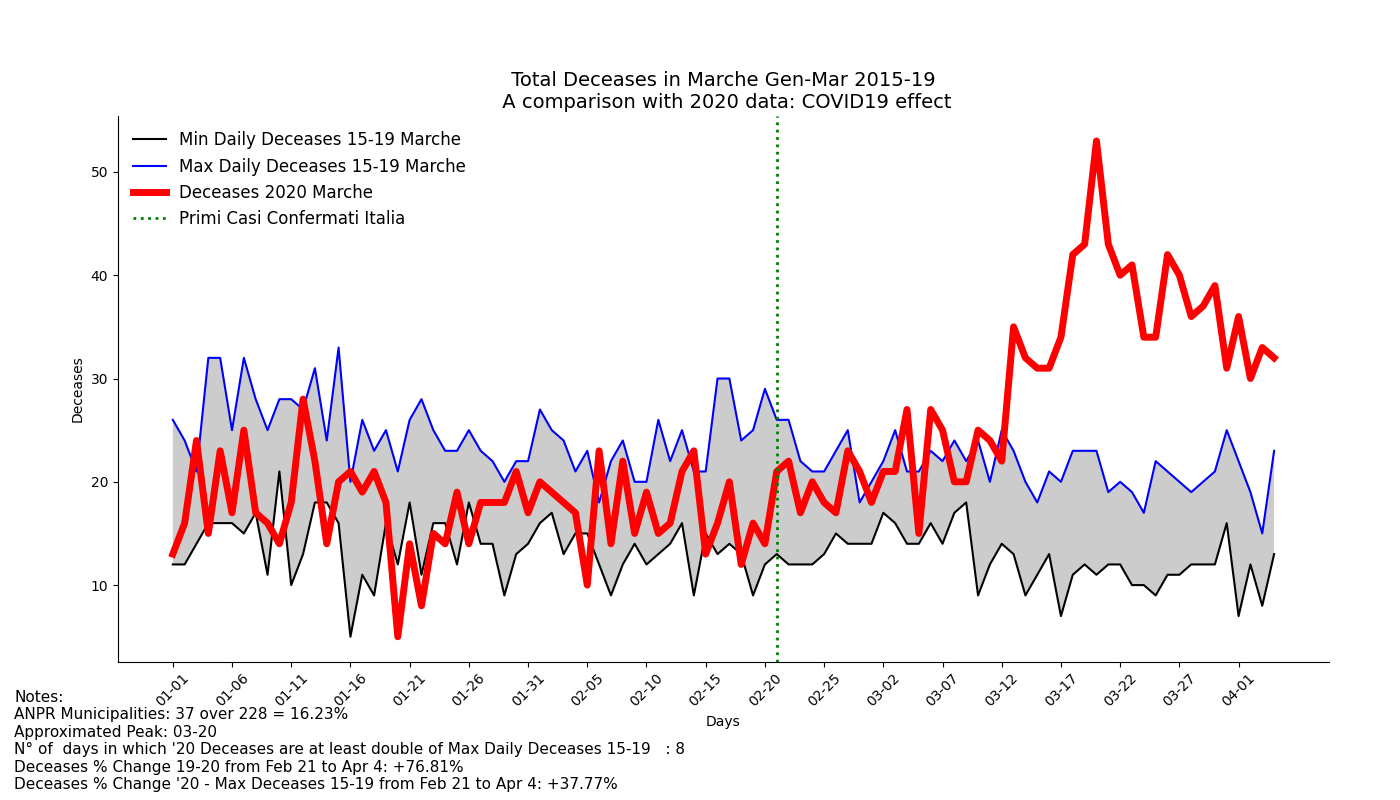 Total Deceases in Marche Gen-Mar 2015-19
A comparison with 2020 data: COVID19 effect
Min Daily Deceases 15-19 Marche
Max Daily Deceases 15-19 Marche
Deceases 2020 Marche
Primi Casi Confermati Italia
Deceases
50
40
30
20
10
01-01 01-06 01-11 01-16 01-21 01-26 01-31 02-05 02-10 02-15 02-20 02-25 03-02 03-07 03-12 03-17 03-22 03-27 04-01
Days
Notes:
ANPR Municipalities: 37 over 228 = 16.23%
Approximated Peak: 03-20
N° of  days in which '20 Deceases are at least double of Max Daily Deceases 15-19   : 8
Deceases % Change 19-20 from Feb 21 to Apr 4: +76.81%
Deceases % Change '20 - Max Deceases 15-19 from Feb 21 to Apr 4: +37.77%